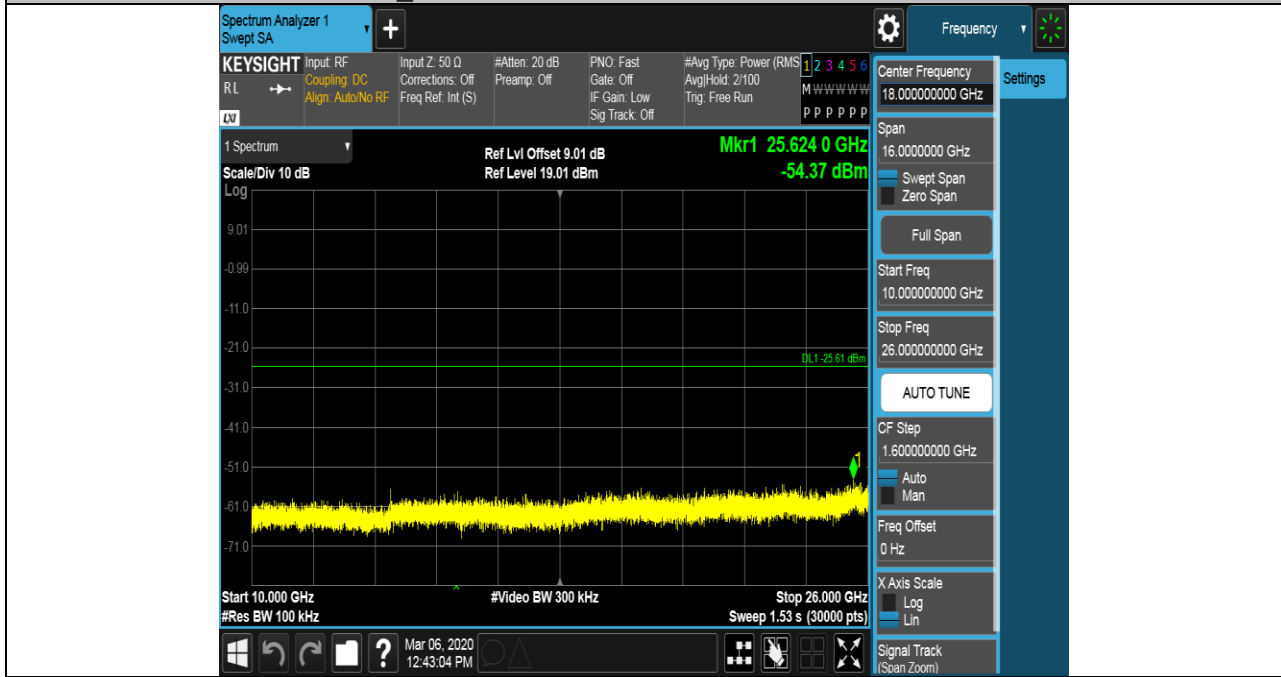 Spectrum Analyzer 1
Swept SA
+
Frequency
KEYSIGHT
RL
LXI
Input: RF
Coupling: DC
Align: Auto/No RF
Input Z: 50 Ω
Corrections: Off
Freq Ref: Int (S)
#Atten: 20 dB
Preamp: Off
PNO: Fast
Gate: Off
IF Gain: Low
Sig Track: Off
#Avg Type: Power (RMS
Avg|Hold: 2/100
Trig: Free Run
1 2 3 4 5 6
M W W W W W
P P P P P P
1 Spectrum
Scale/Div 10 dB
Log
Ref Lvl Offset 9.01 dB
Ref Level 19.01 dBm
Mkr1 25.624 0 GHz
-54.37 dBm
9.01
-0.99
-11.0
-21.0
DL1 -25.61 dBm
-31.0
-41.0
-51.0
1
-61.0
-71.0
Start 10.000 GHz
#Res BW 100 kHz
#Video BW 300 kHz
Stop 26.000 GHz
Sweep 1.53 s (30000 pts)
Center Frequency
18.000000000 GHz
Settings
Span
16.0000000 GHz
Swept Span
Zero Span
Full Span
Start Freq
10.000000000 GHz
Stop Freq
26.000000000 GHz
AUTO TUNE
CF Step
1.600000000 GHz
Auto
Man
Freq Offset
0 Hz
X Axis Scale
Log
Lin
Signal Track
(Span Zoom)
?
Mar 06, 2020
12:43:04 PM